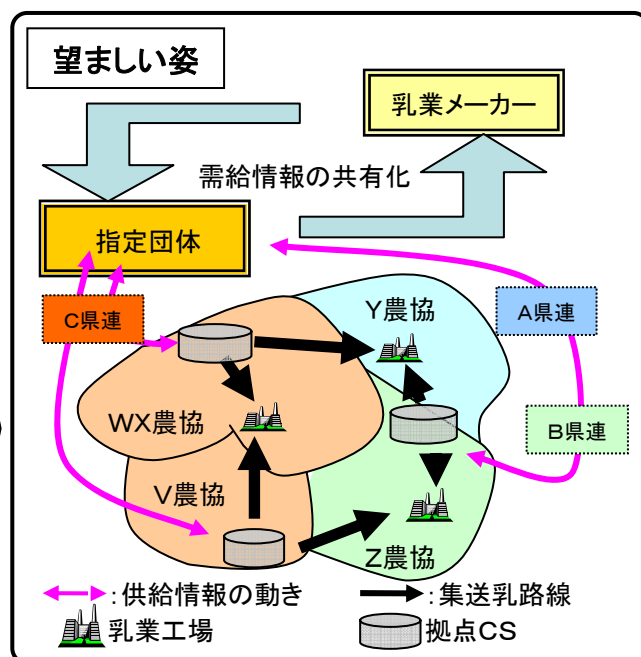 望ましい姿
乳業メーカー
需給情報の共有化
指定団体
C県連
Y農協
A県連
WX農協
B県連
V農協
Z農協
:供給情報の動き
:集送乳路線
乳業工場
拠点CS